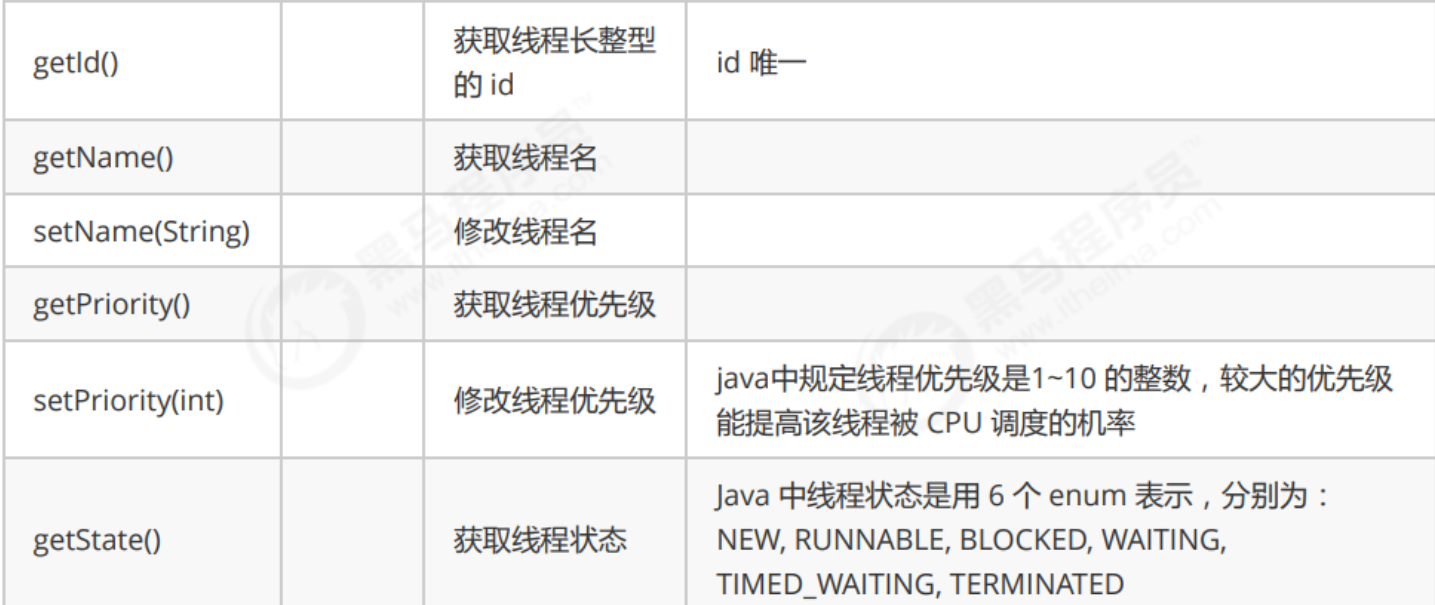 getId()
获取线程长整型
的 id
id 唯一
getName()
获取线程名
setName(String)
修改线程名
getPriority()
获取线程优先级
setPriority(int)
修改线程优先级
java中规定线程优先级是1~10 的整数，较大的优先级
能提高该线程被 CPU 调度的机率
getState()
获取线程状态
Java 中线程状态是用 6 个 enum 表示，分别为：
NEW, RUNNABLE, BLOCKED, WAITING,
TIMED_WAITING, TERMINATED
黑马程序员™
www.itheima.com
黑马程序员™
www.itheima.com